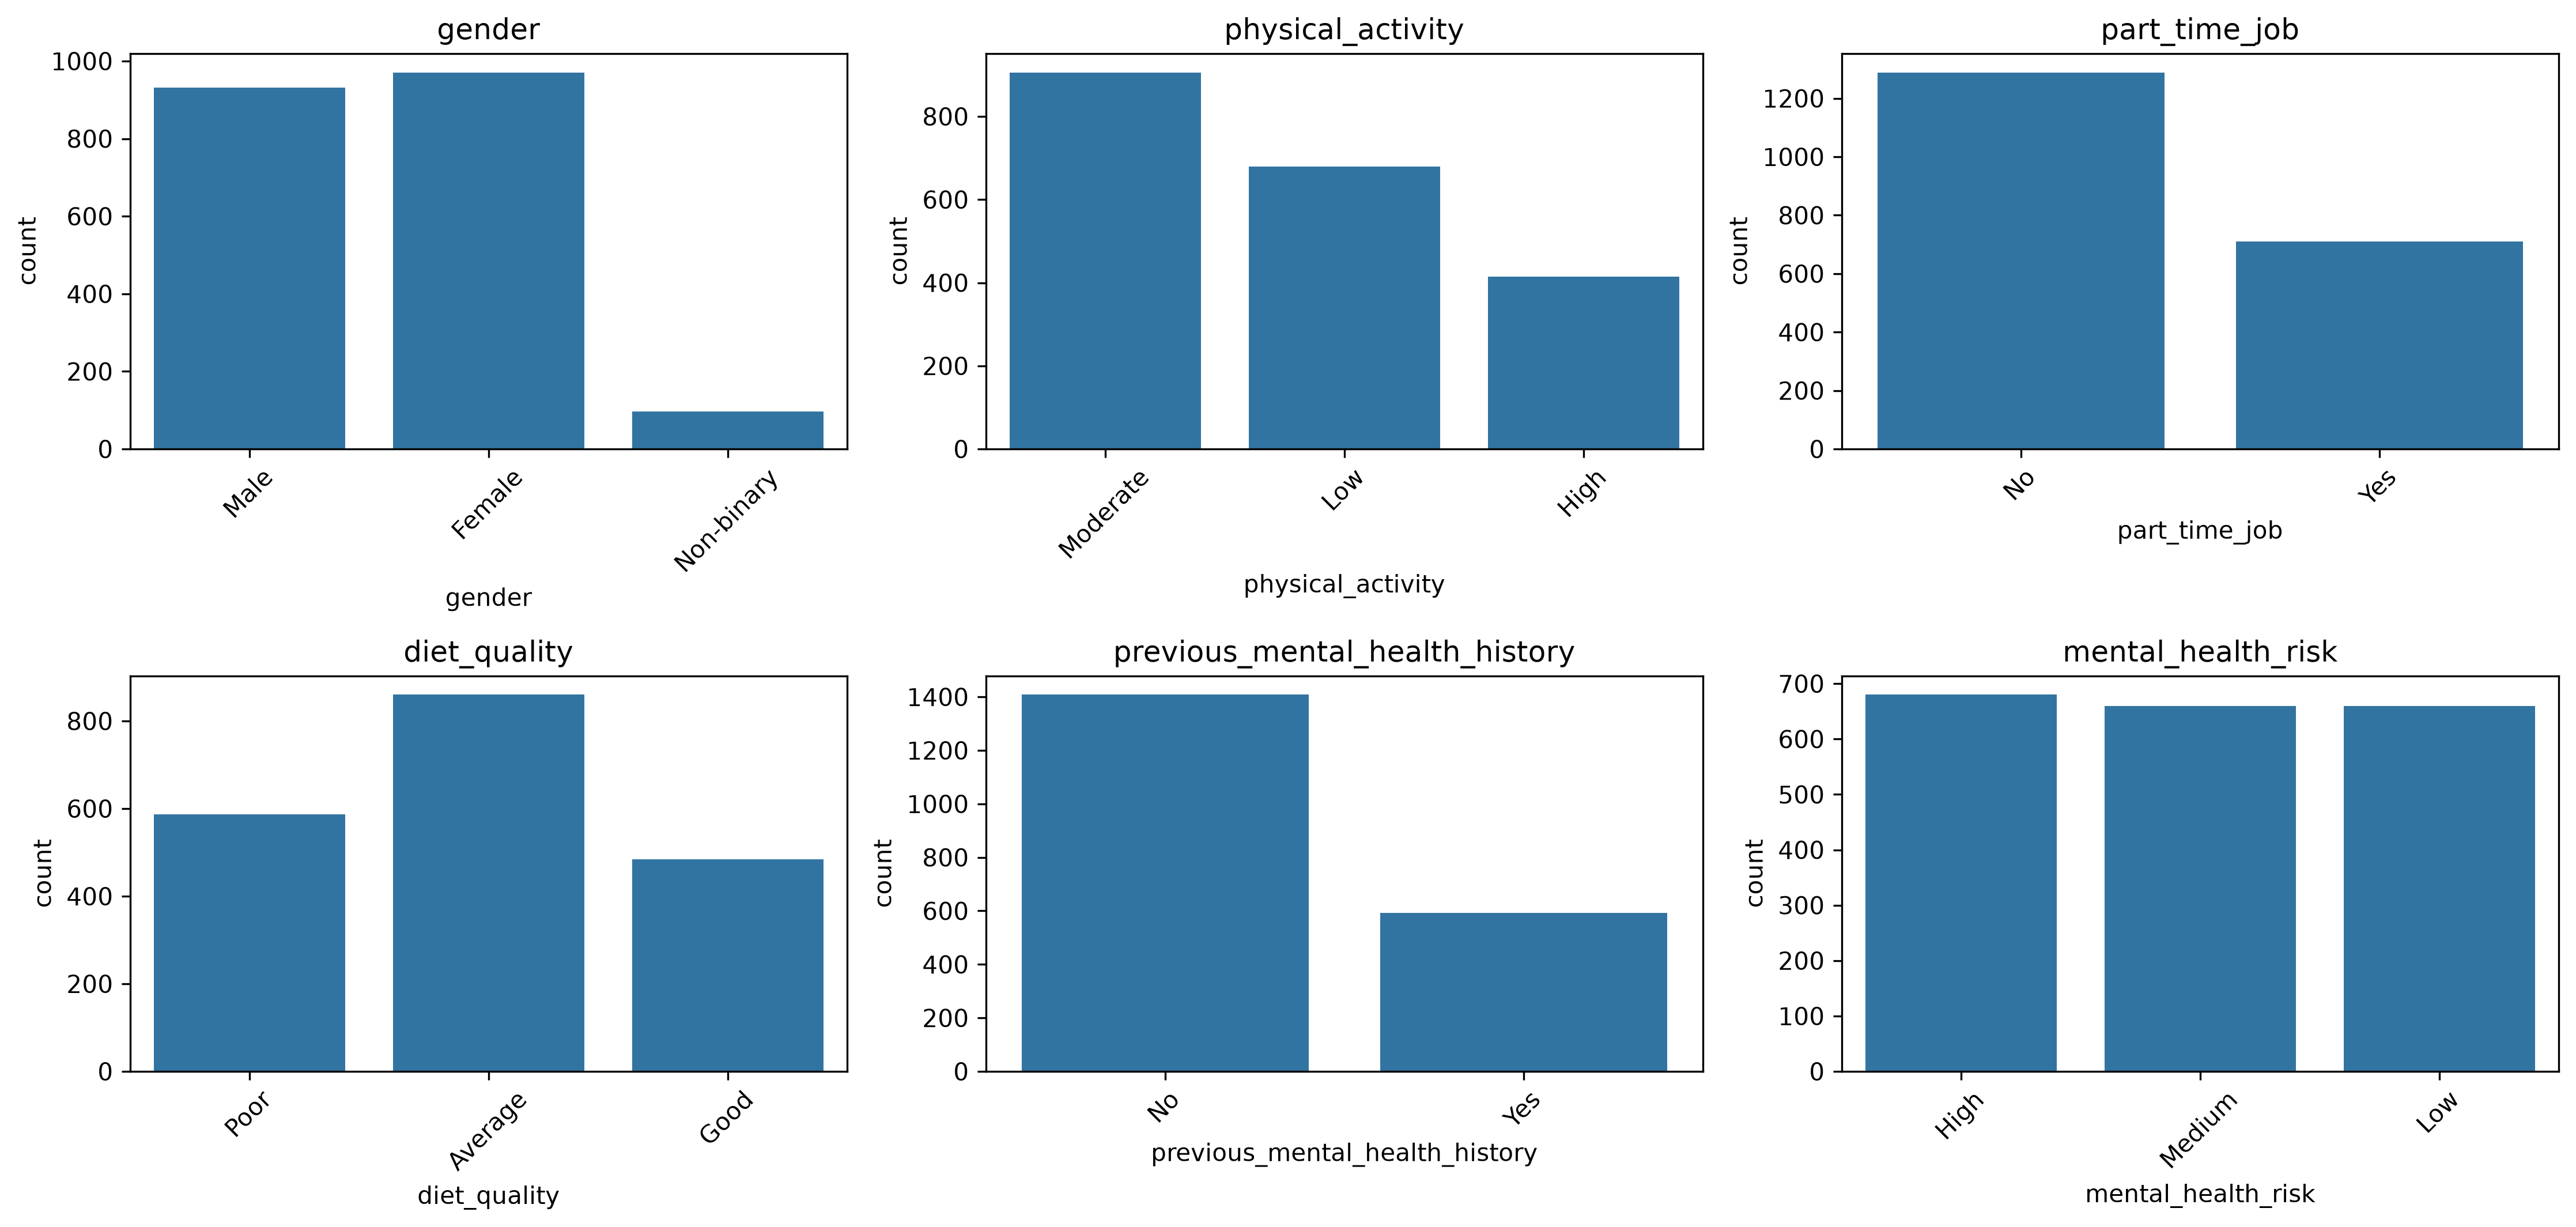 gender
1000
800
600
400
200
0
count
Male
Female
Non-binary
gender
physical_activity
800
600
400
200
0
count
Moderate
Low
High
physical_activity
part_time_job
1200
1000
800
600
400
200
0
count
No
Yes
part_time_job
diet_quality
800
600
400
200
0
count
Poor
Average
Good
diet_quality
previous_mental_health_history
1400
1200
1000
800
600
400
200
0
count
No
Yes
previous_mental_health_history
mental_health_risk
700
600
500
400
300
200
100
0
count
High
Medium
Low
mental_health_risk